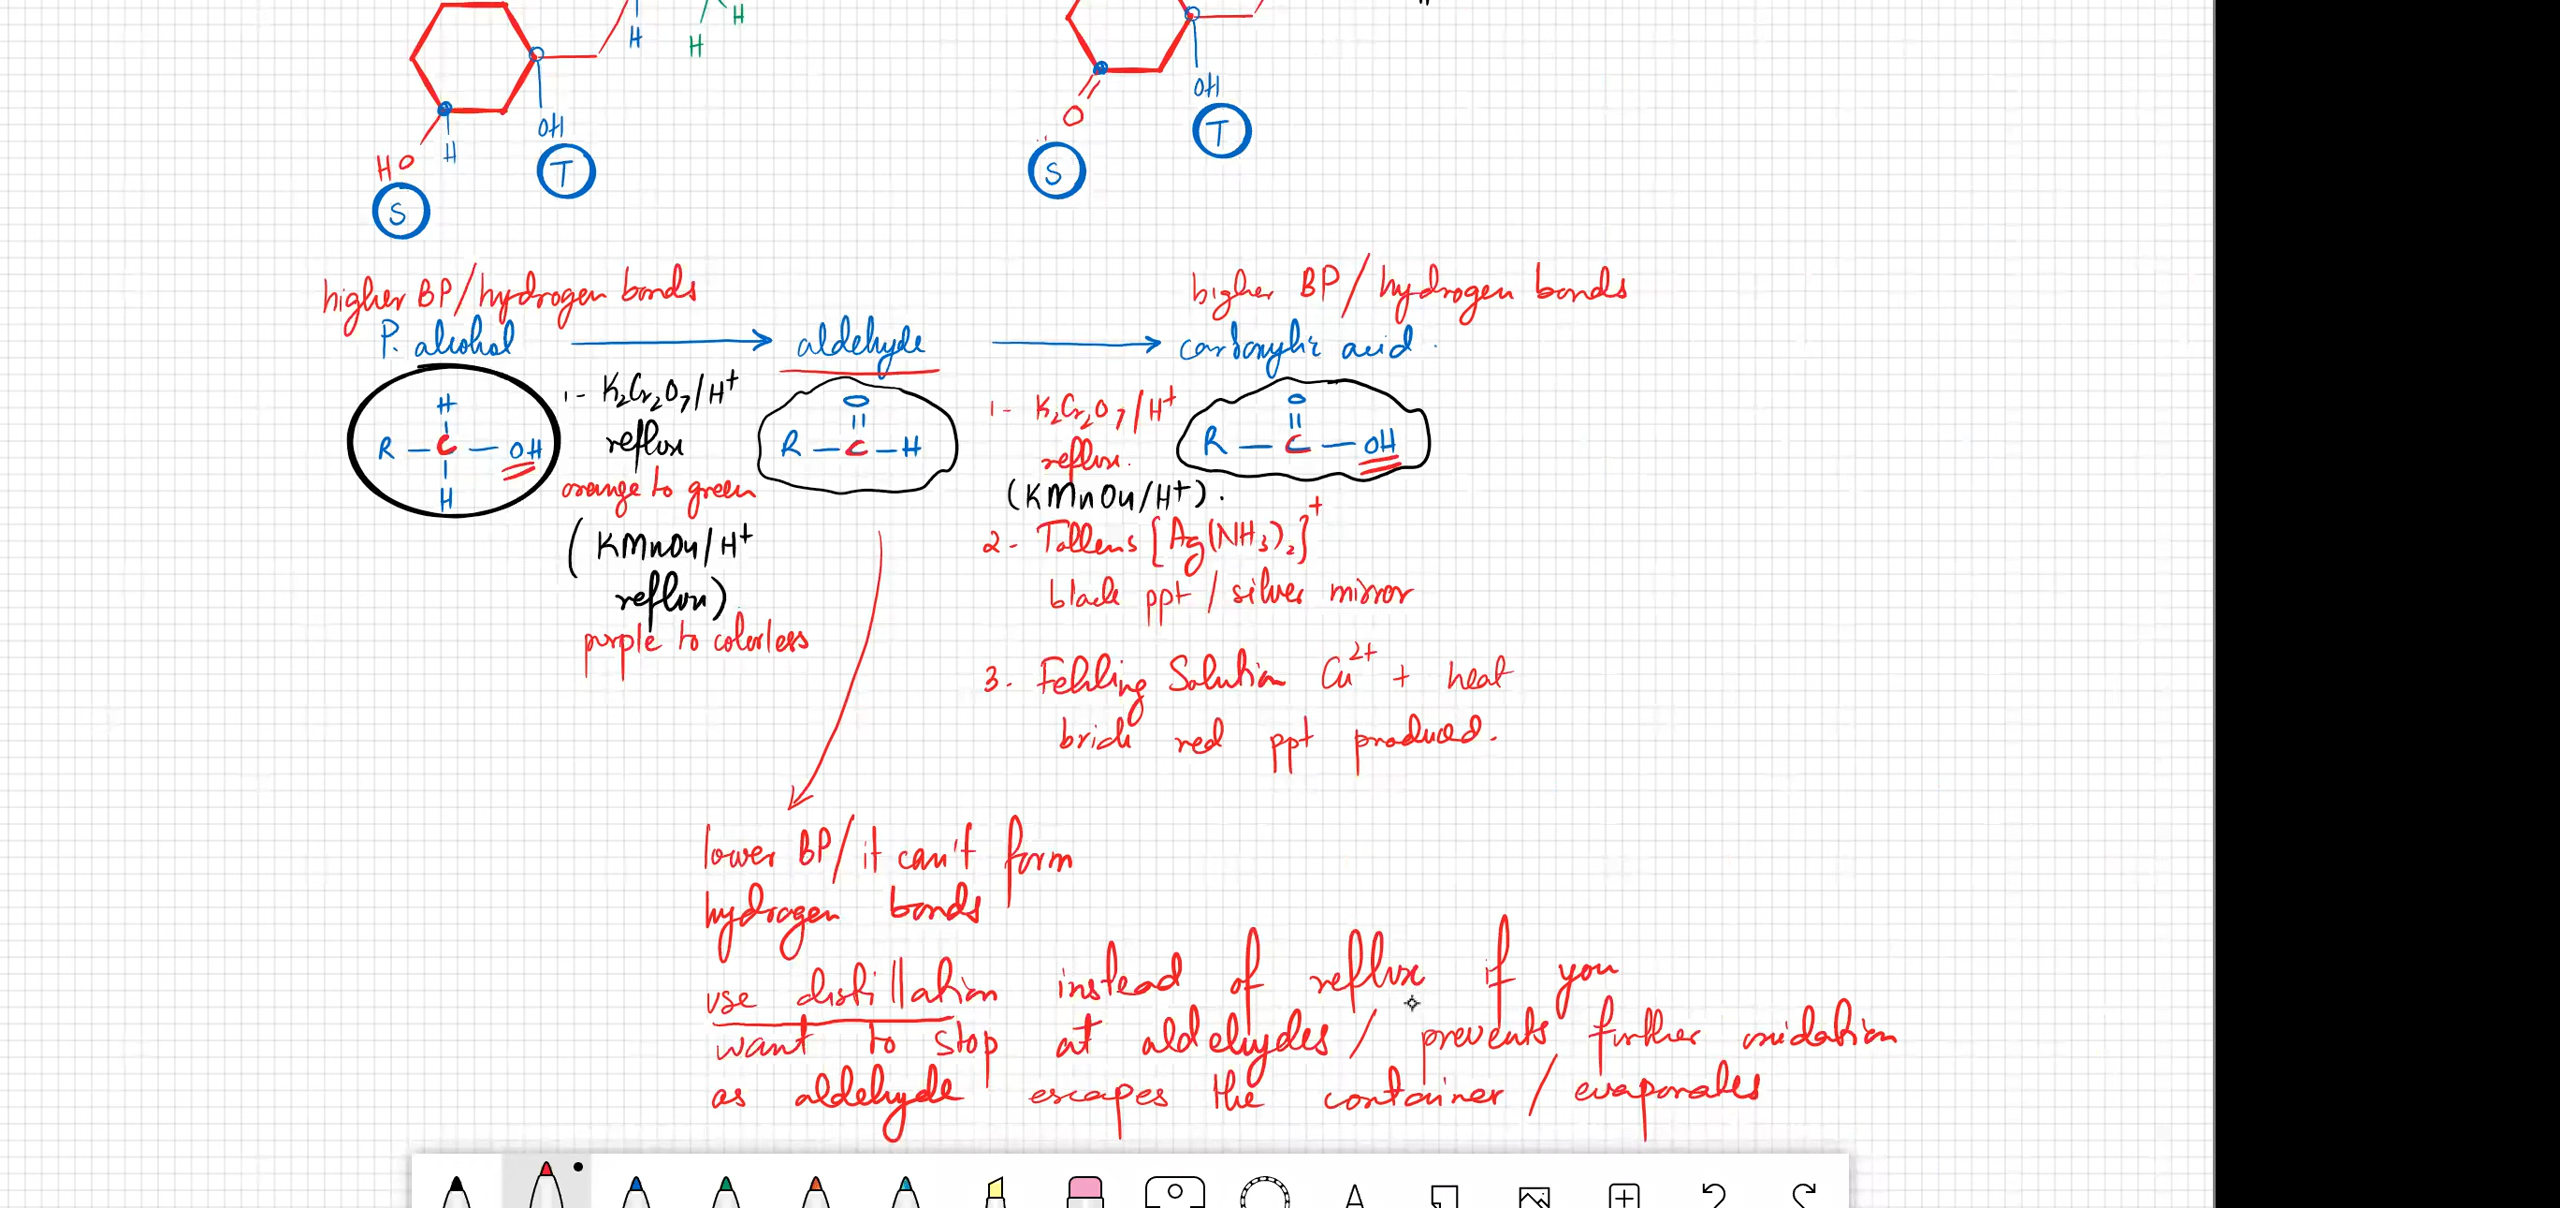 H
H
H
OH
H
HO
T
S
OH
O
T
S
higher BP/hydrogen bonds
higher BP/hydrogen bonds
P. alcohol → aldehyde → carboxylic acid.
H
R — C — OH
H
1- K₂Cr₂O₇/H⁺
reflux
orange to green
(KMnO₄/H⁺
reflux)
purple to colorless
O
R — C — H
1- K₂Cr₂O₇/H⁺
reflux.
(KMnO₄/H⁺).
O
R — C — OH
2- Tollens [Ag(NH₃)₂]⁺
black ppt / silver mirror
3- Fehling Solution Cu²⁺ + heat
brick red ppt produced.
lower BP/it can't form
hydrogen bonds
use distillation instead of reflux if you
want to stop at aldehydes / prevents further oxidation
as aldehyde escapes the container / evaporates